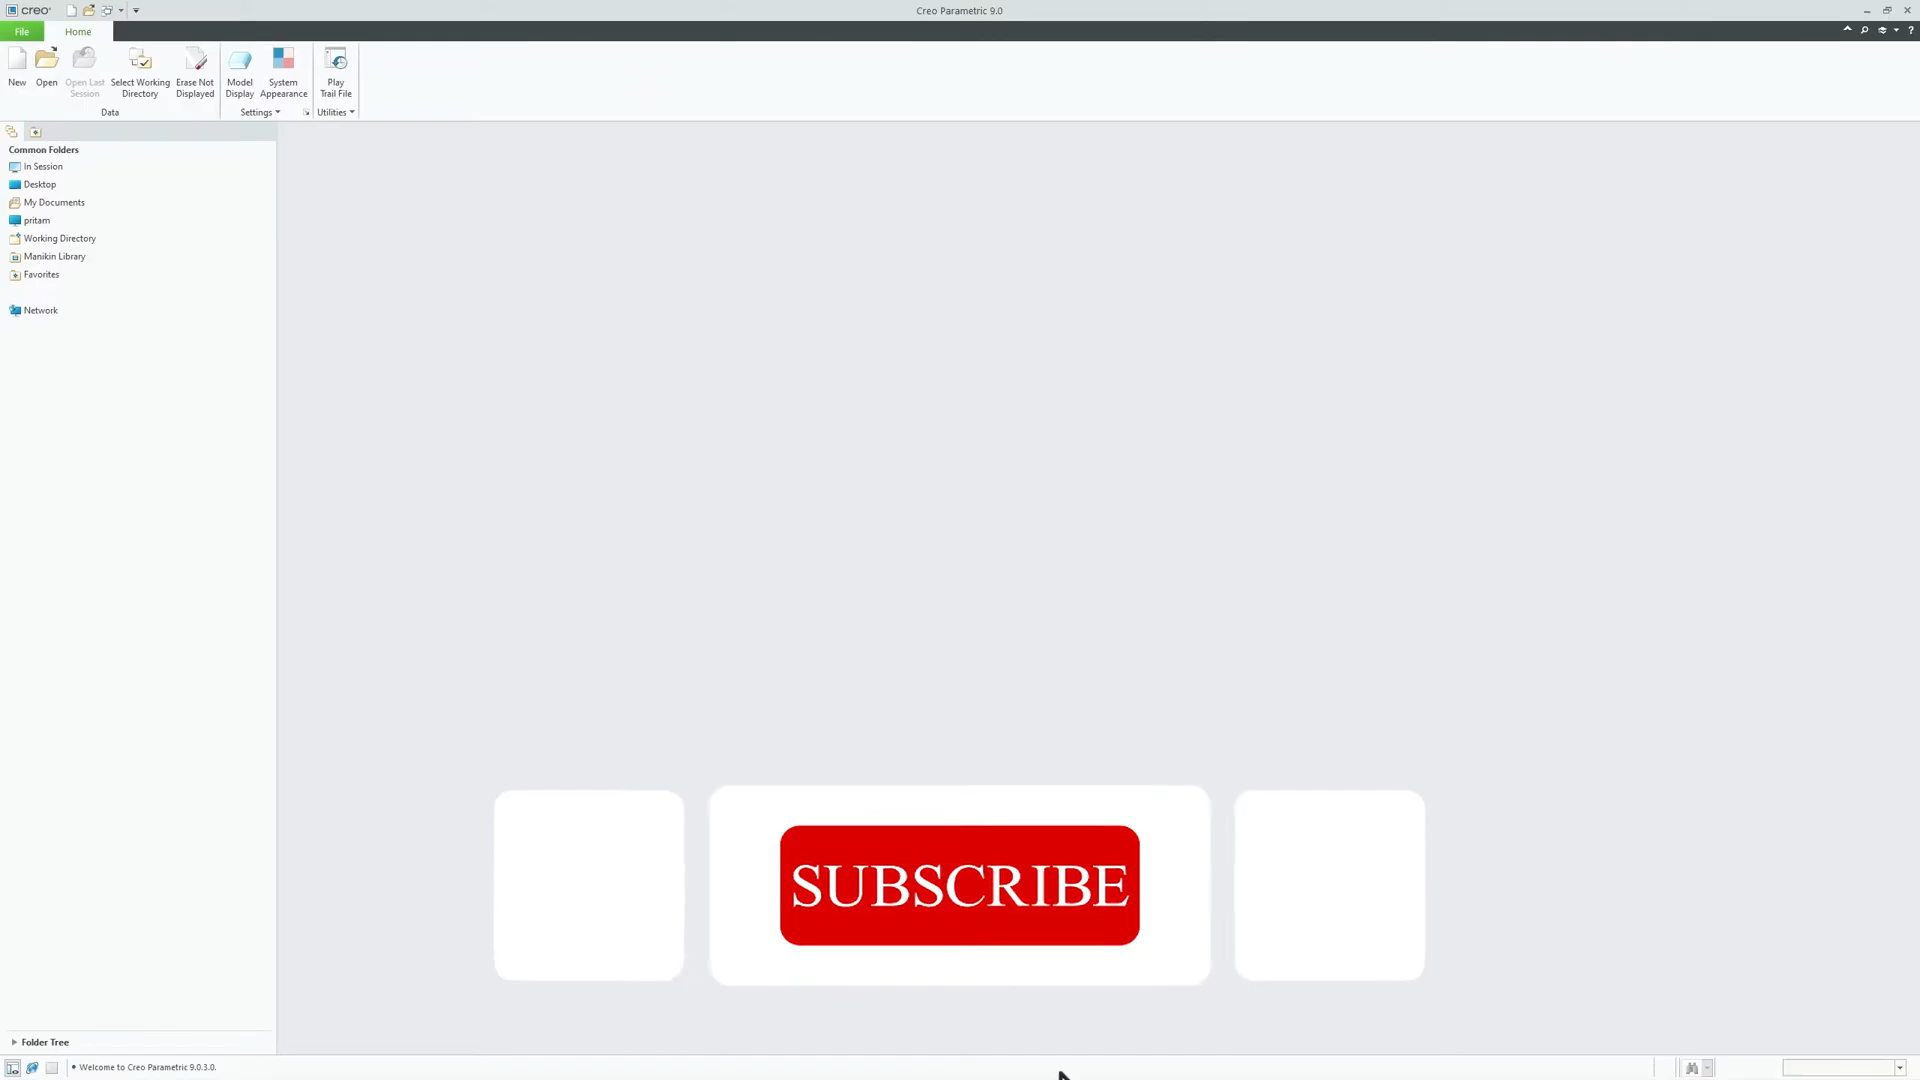 creo
Creo Parametric 9.0
File
Home
New
Open
Open Last
Session
Select Working
Directory
Erase Not
Displayed
Model
Display
System
Appearance
Play
Trail File
Data
Settings
Utilities
Common Folders
In Session
Desktop
My Documents
pritam
Working Directory
Manikin Library
Favorites
Network
SUBSCRIBE
Folder Tree
• Welcome to Creo Parametric 9.0.3.0.